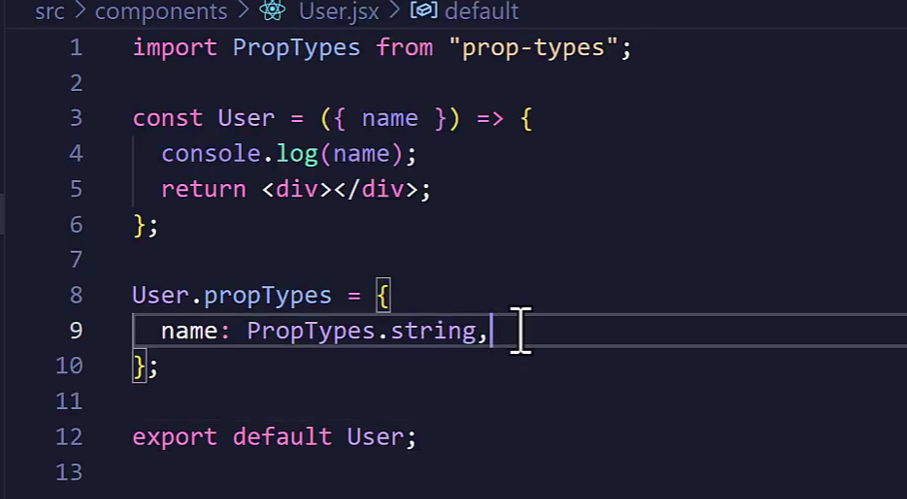 src > components > User.jsx > default
1 import PropTypes from "prop-types";
2
3 const User = ({ name }) => {
4   console.log(name);
5   return <div></div>;
6 };
7
8 User.propTypes = {
9   name: PropTypes.string,
10 };
11
12 export default User;
13